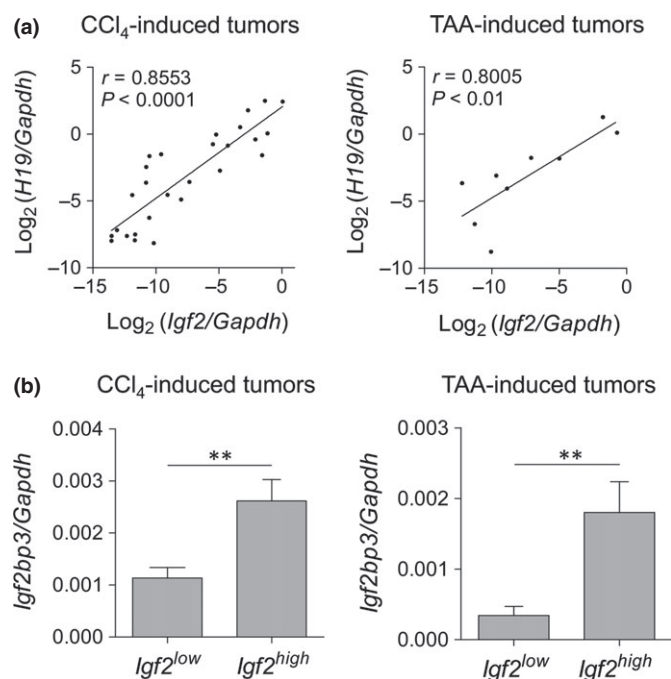 (a)
CCl₄-induced tumors
r = 0.8553
P < 0.0001
Log₂ (H19/Gapdh)
5
0
−5
−10
−15
−10
−5
0
5
Log₂ (Igf2/Gapdh)
TAA-induced tumors
r = 0.8005
P < 0.01
Log₂ (H19/Gapdh)
5
0
−5
−10
−15
−10
−5
0
Log₂ (Igf2/Gapdh)
(b)
CCl₄-induced tumors
Igf2bp3/Gapdh
0.004
0.003
0.002
0.001
0.000
**
Igf2low
Igf2high
TAA-induced tumors
Igf2bp3/Gapdh
0.003
0.002
0.001
0.000
**
Igf2low
Igf2high